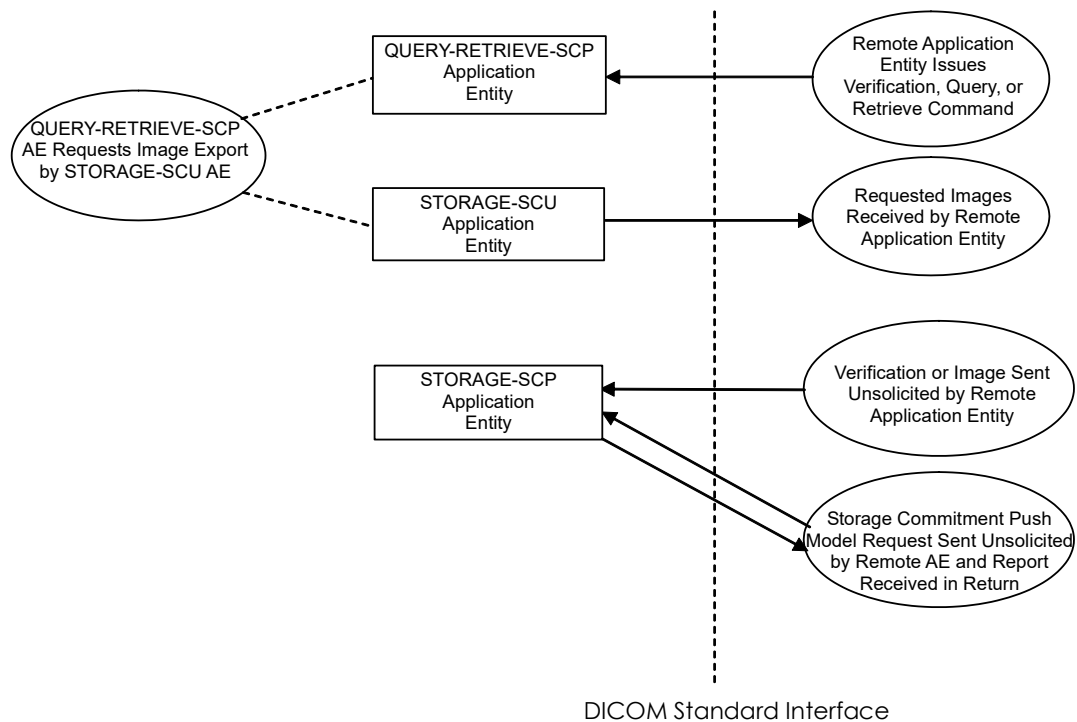 QUERY-RETRIEVE-SCP
Application
Entity
Remote Application
Entity Issues
Verification, Query, or
Retrieve Command
QUERY-RETRIEVE-SCP
AE Requests Image Export
by STORAGE-SCU AE
STORAGE-SCU
Application
Entity
Requested Images
Received by Remote
Application Entity
STORAGE-SCP
Application
Entity
Verification or Image Sent
Unsolicited by Remote
Application Entity
Storage Commitment Push
Model Request Sent Unsolicited
by Remote AE and Report
Received in Return
DICOM Standard Interface